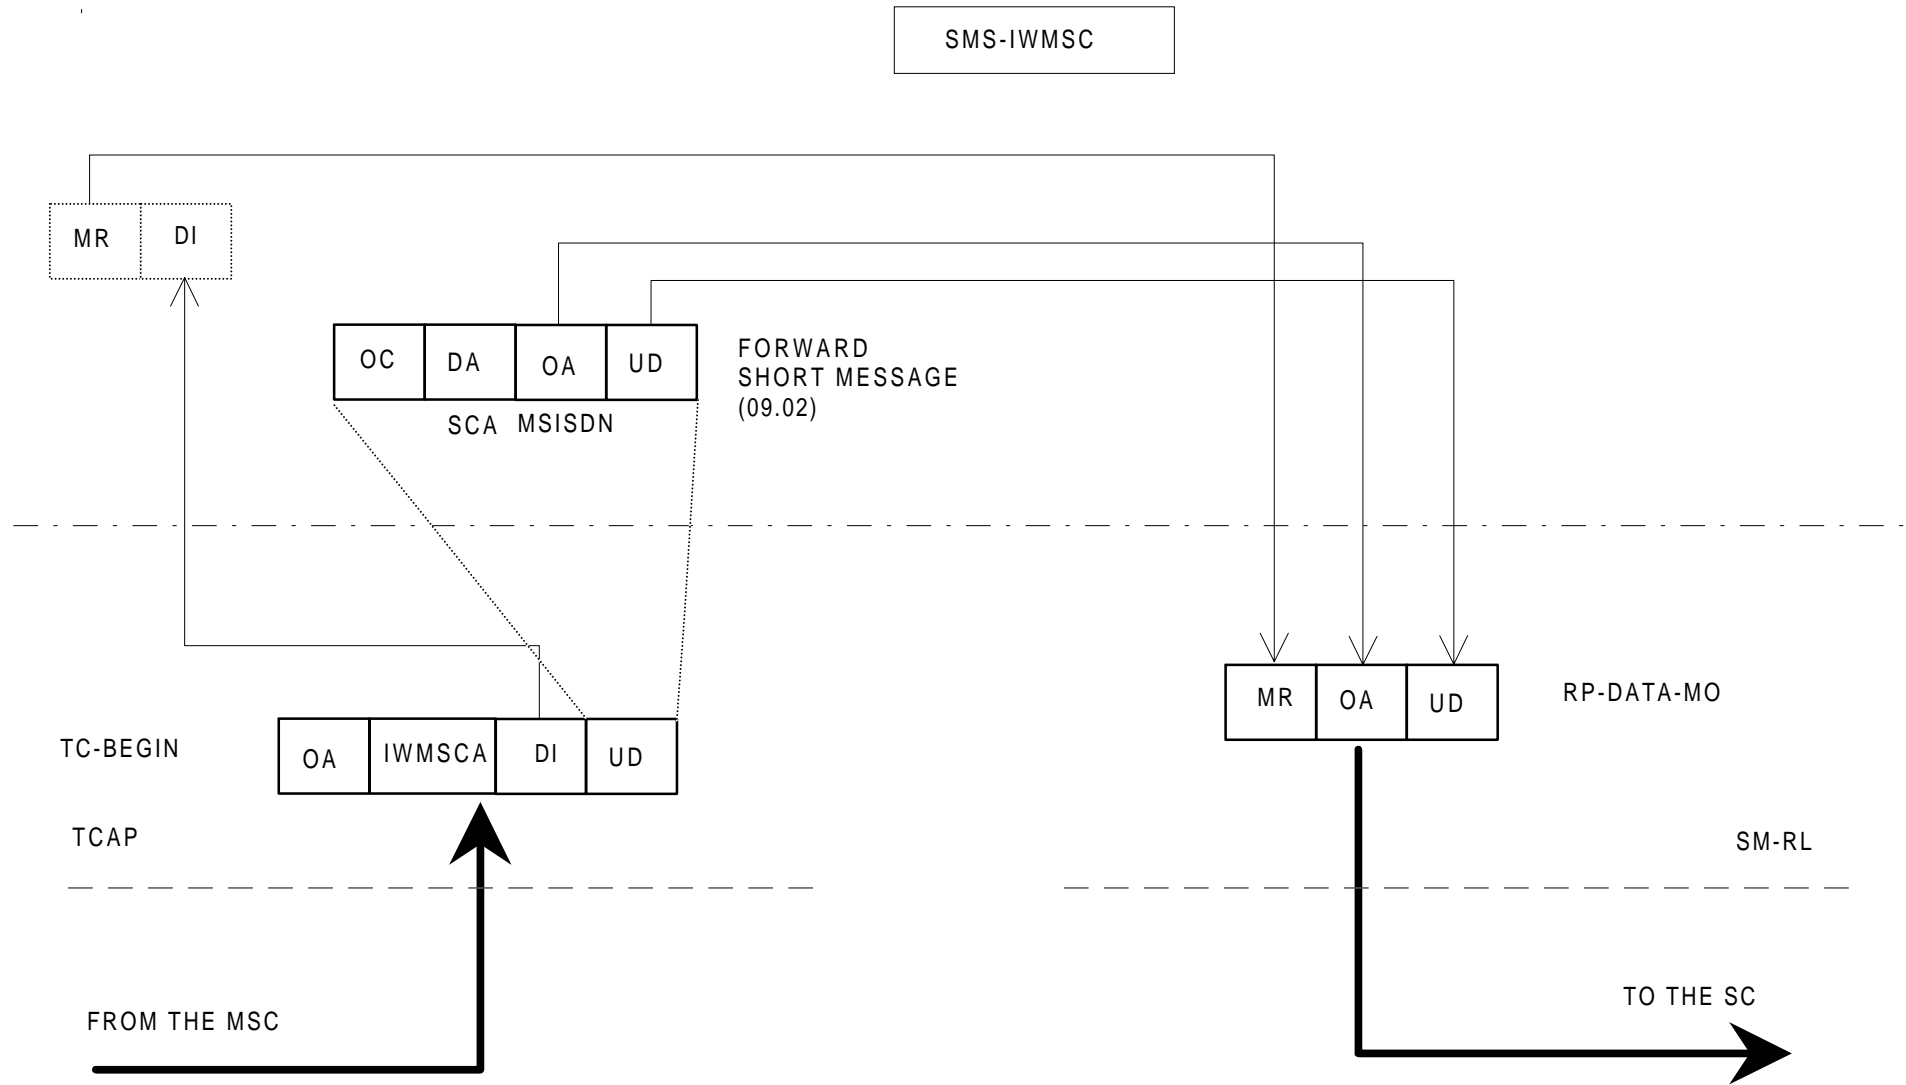 SMS-IWMSC
MR DI
OC DA OA UD
FORWARD
SHORT MESSAGE
(09.02)
SCA MSISDN
MR OA UD
RP-DATA-MO
TC-BEGIN
OA IWMSCA DI UD
TCAP
SM-RL
TO THE SC
FROM THE MSC